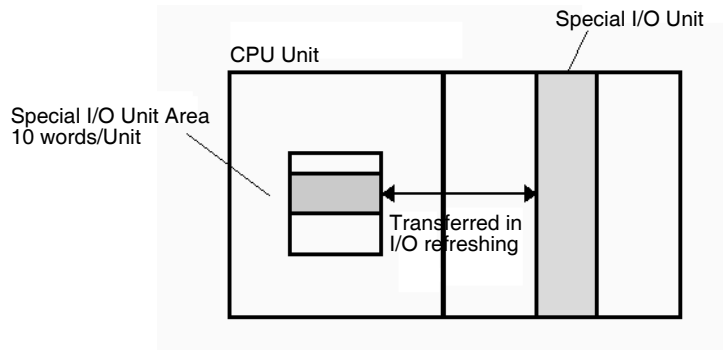 Special I/O Unit
CPU Unit
Special I/O Unit Area
10 words/Unit
Transferred in
I/O refreshing